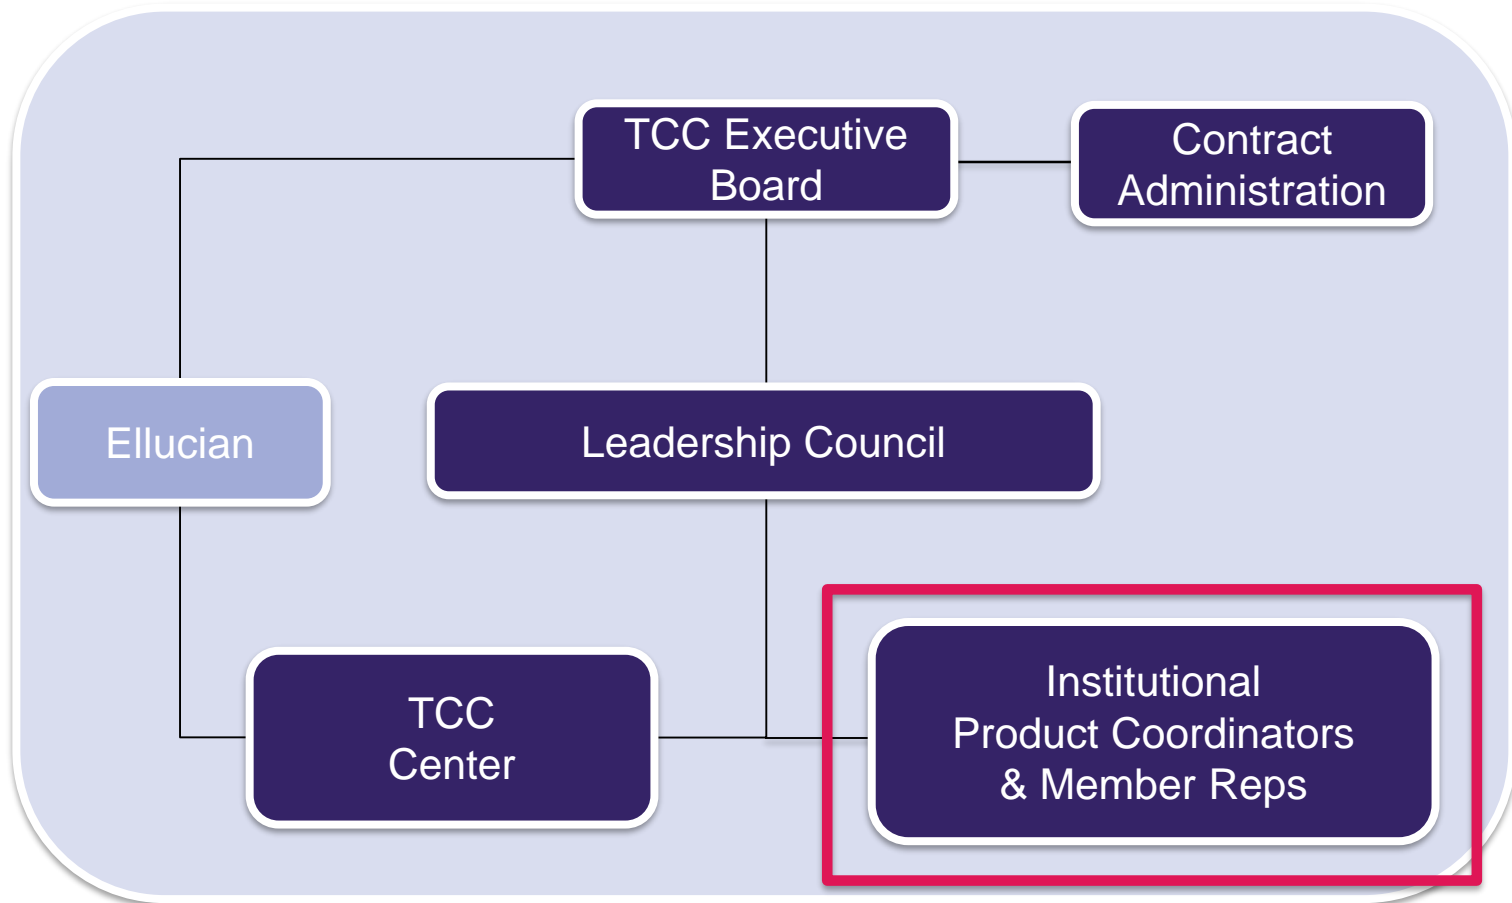 TCC Executive
Board
Contract
Administration
Ellucian
Leadership Council
TCC
Center
Institutional
Product Coordinators
& Member Reps